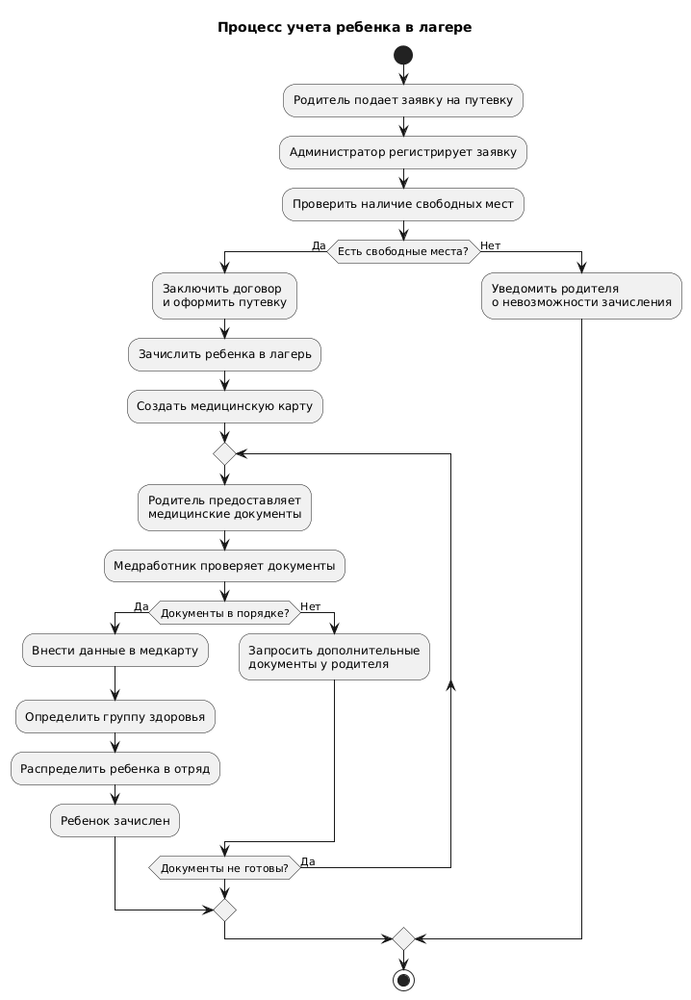 Процесс учета ребенка в лагере
Родитель подает заявку на путевку
Администратор регистрирует заявку
Проверить наличие свободных мест
Да
Есть свободные места?
Нет
Заключить договор
и оформить путевку
Уведомить родителя
о невозможности зачисления
Зачислить ребенка в лагерь
Создать медицинскую карту
Родитель предоставляет
медицинские документы
Медработник проверяет документы
Да
Документы в порядке?
Нет
Внести данные в медкарту
Запросить дополнительные
документы у родителя
Определить группу здоровья
Распределить ребенка в отряд
Ребенок зачислен
Документы не готовы?
Да